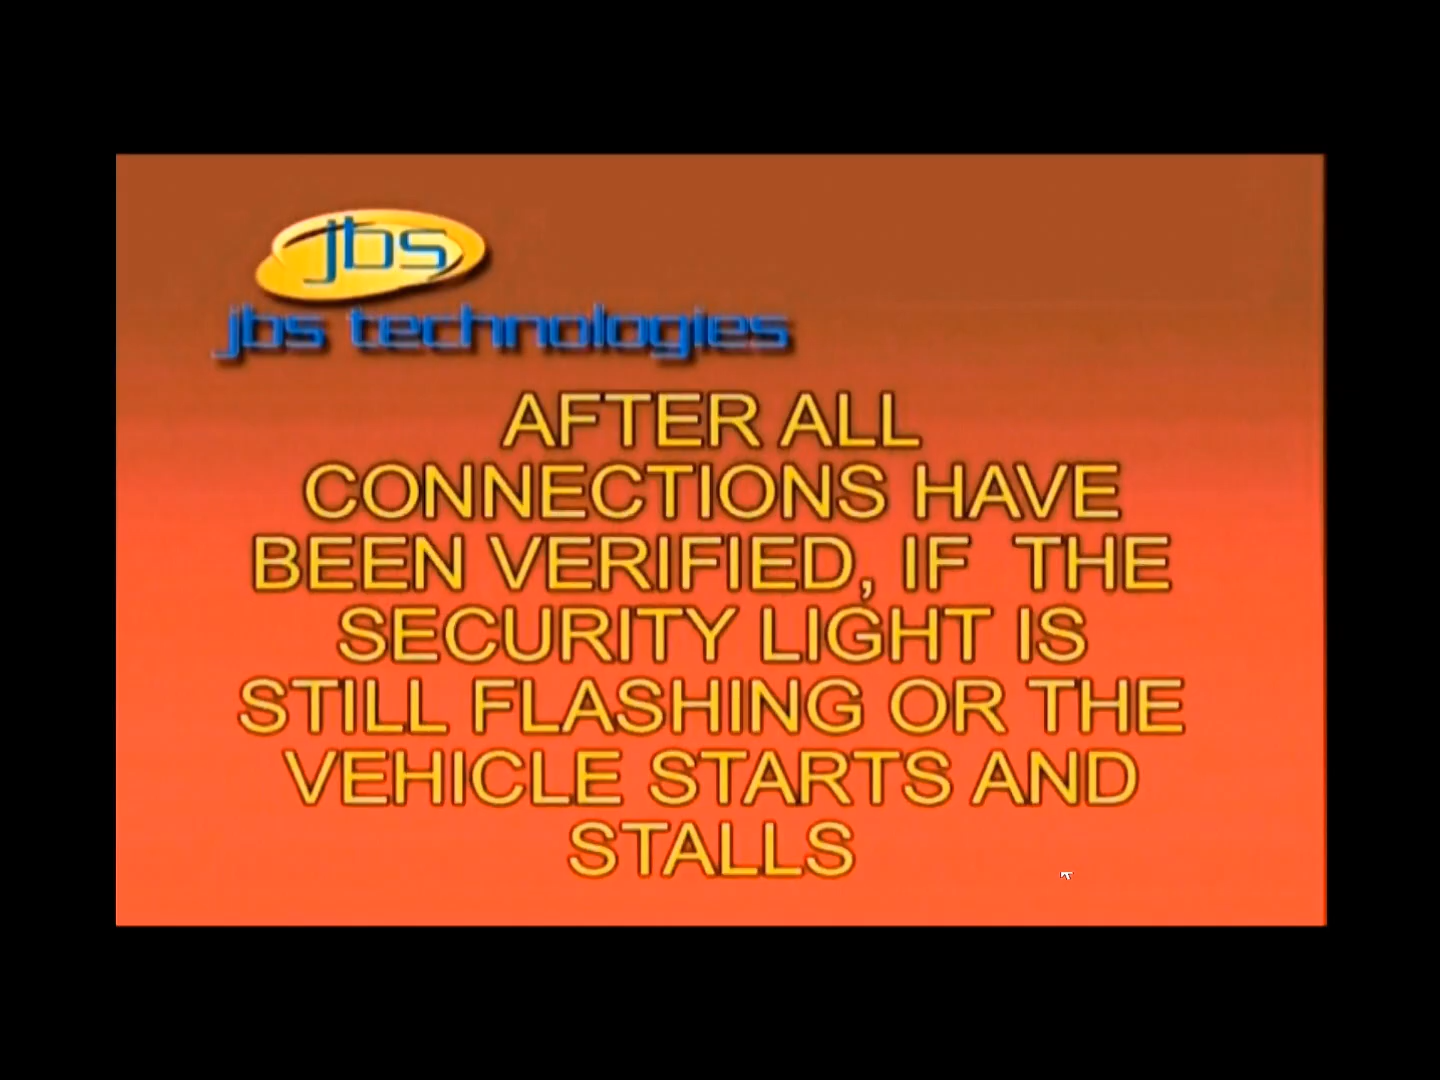 jbs
jbs technologies
AFTER ALL
CONNECTIONS HAVE
BEEN VERIFIED, IF  THE
SECURITY LIGHT IS
STILL FLASHING OR THE
VEHICLE STARTS AND
STALLS